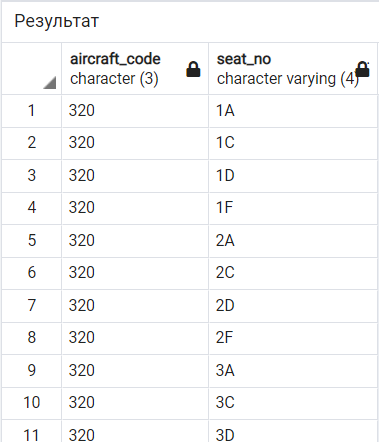 Результат
aircraft_code seat_no
character (3) character varying (4)
1 320 1A
2 320 1C
3 320 1D
4 320 1F
5 320 2A
6 320 2C
7 320 2D
8 320 2F
9 320 3A
10 320 3C
11 320 3D